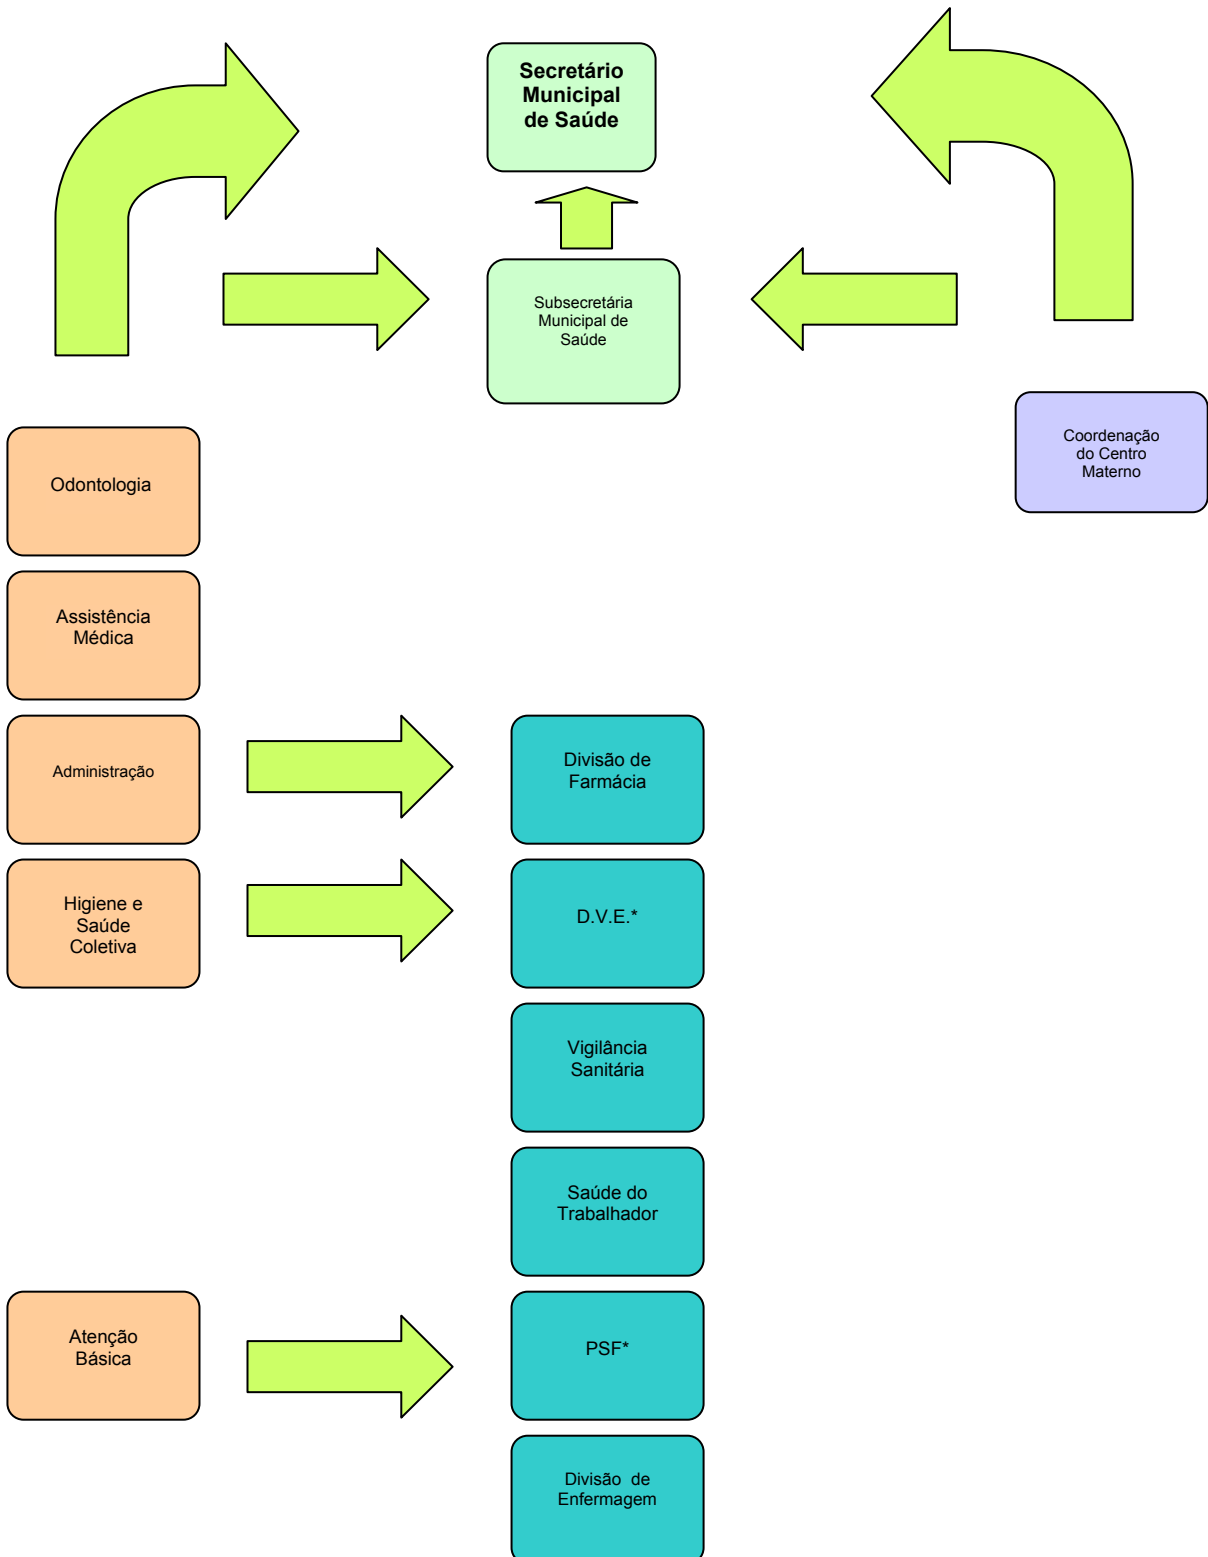 Secretário
Municipal
de Saúde
Subsecretária
Municipal de
Saúde
Coordenação
do Centro
Materno
Odontologia
Assistência
Médica
Administração
Divisão de
Farmácia
Higiene e
Saúde
Coletiva
D.V.E.*
Vigilância
Sanitária
Saúde do
Trabalhador
Atenção
Básica
PSF*
Divisão de
Enfermagem